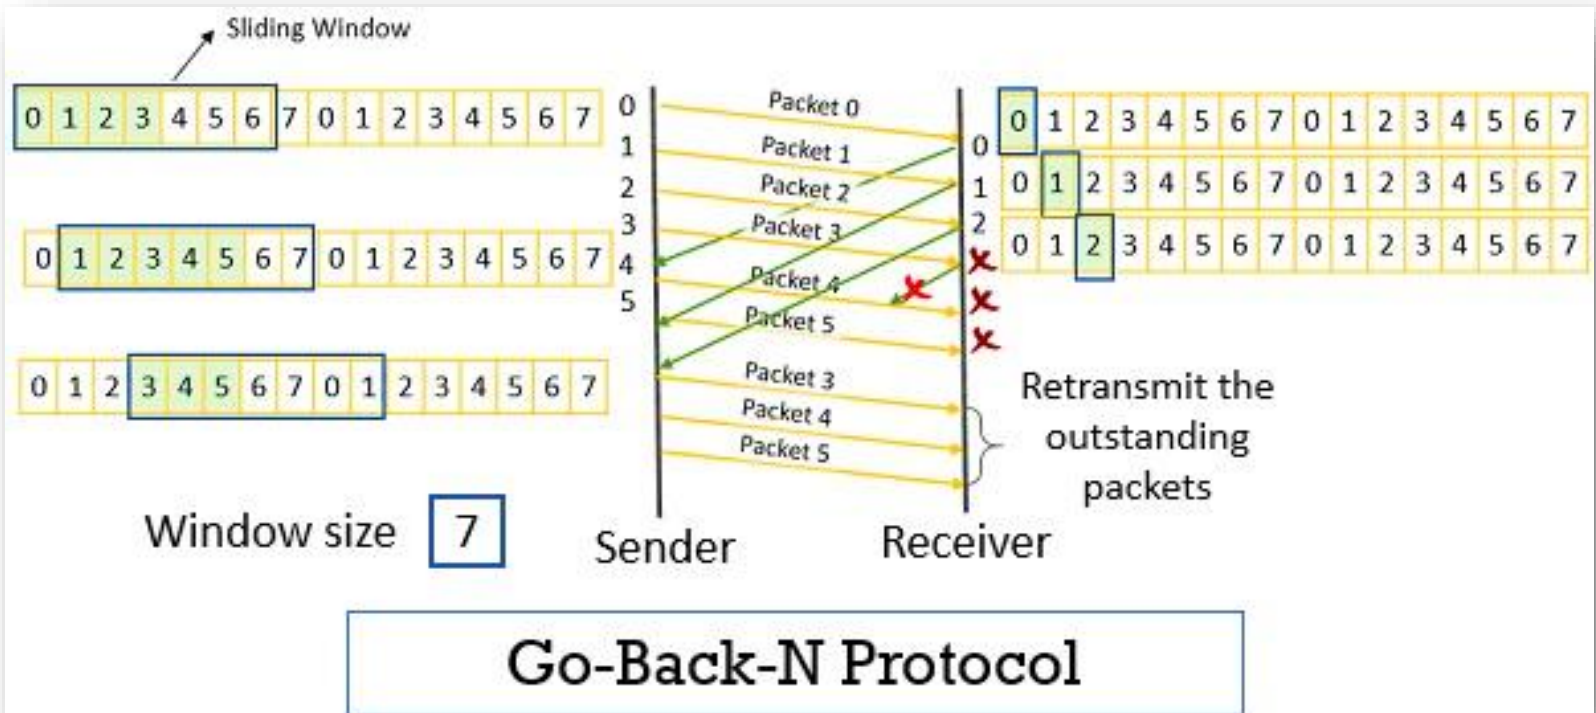 Sliding Window
0 1 2 3 4 5 6 7 0 1 2 3 4 5 6 7
0 1 2 3 4 5 6 7 0 1 2 3 4 5 6 7
0 1 2 3 4 5 6 7 0 1 2 3 4 5 6 7
Window size 7
0
1
2
3
4
5
Packet 0
Packet 1
Packet 2
Packet 3
Packet 4
Packet 5
Packet 3
Packet 4
Packet 5
0
1
2
Sender
Receiver
0 1 2 3 4 5 6 7 0 1 2 3 4 5 6 7
0 1 2 3 4 5 6 7 0 1 2 3 4 5 6 7
0 1 2 3 4 5 6 7 0 1 2 3 4 5 6 7
Retransmit the
outstanding
packets
Go-Back-N Protocol